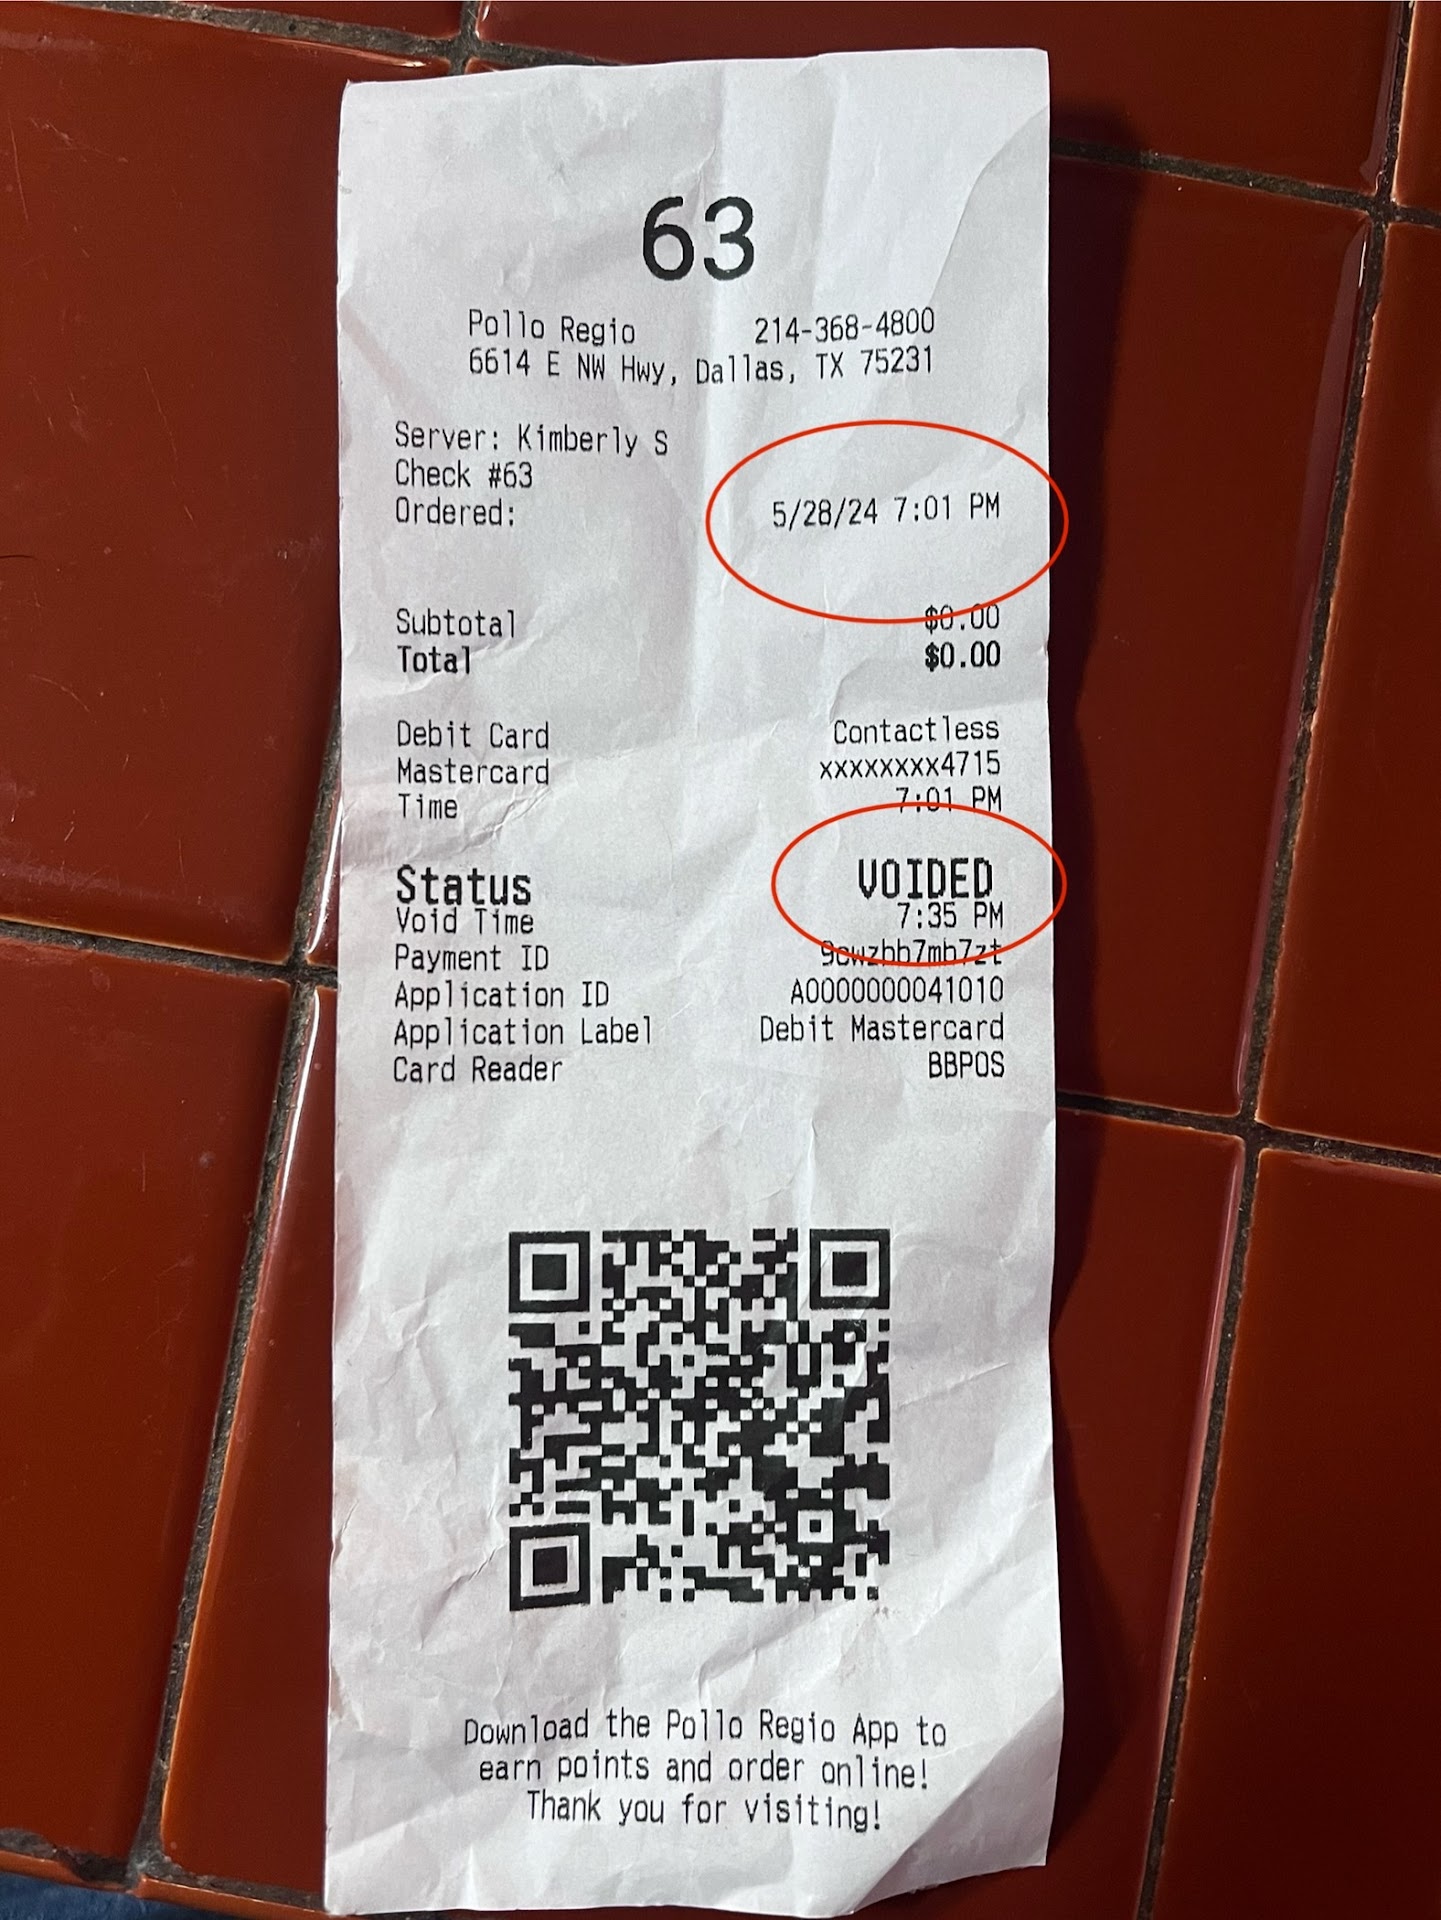 63
Pollo Regio 214-368-4800
6614 E NW Hwy, Dallas, TX 75231
Server: Kimberly S
Check #63
Ordered: 5/28/24 7:01 PM
Subtotal $0.00
Total $0.00
Debit Card Contactless
Mastercard xxxxxxxx4715
Time 7:01 PM
Status VOIDED
Void Time 7:35 PM
Payment ID 9cwzhb7mb7zt
Application ID A0000000041010
Application Label Debit Mastercard
Card Reader BBPOS
Download the Pollo Regio App to
earn points and order online!
Thank you for visiting!